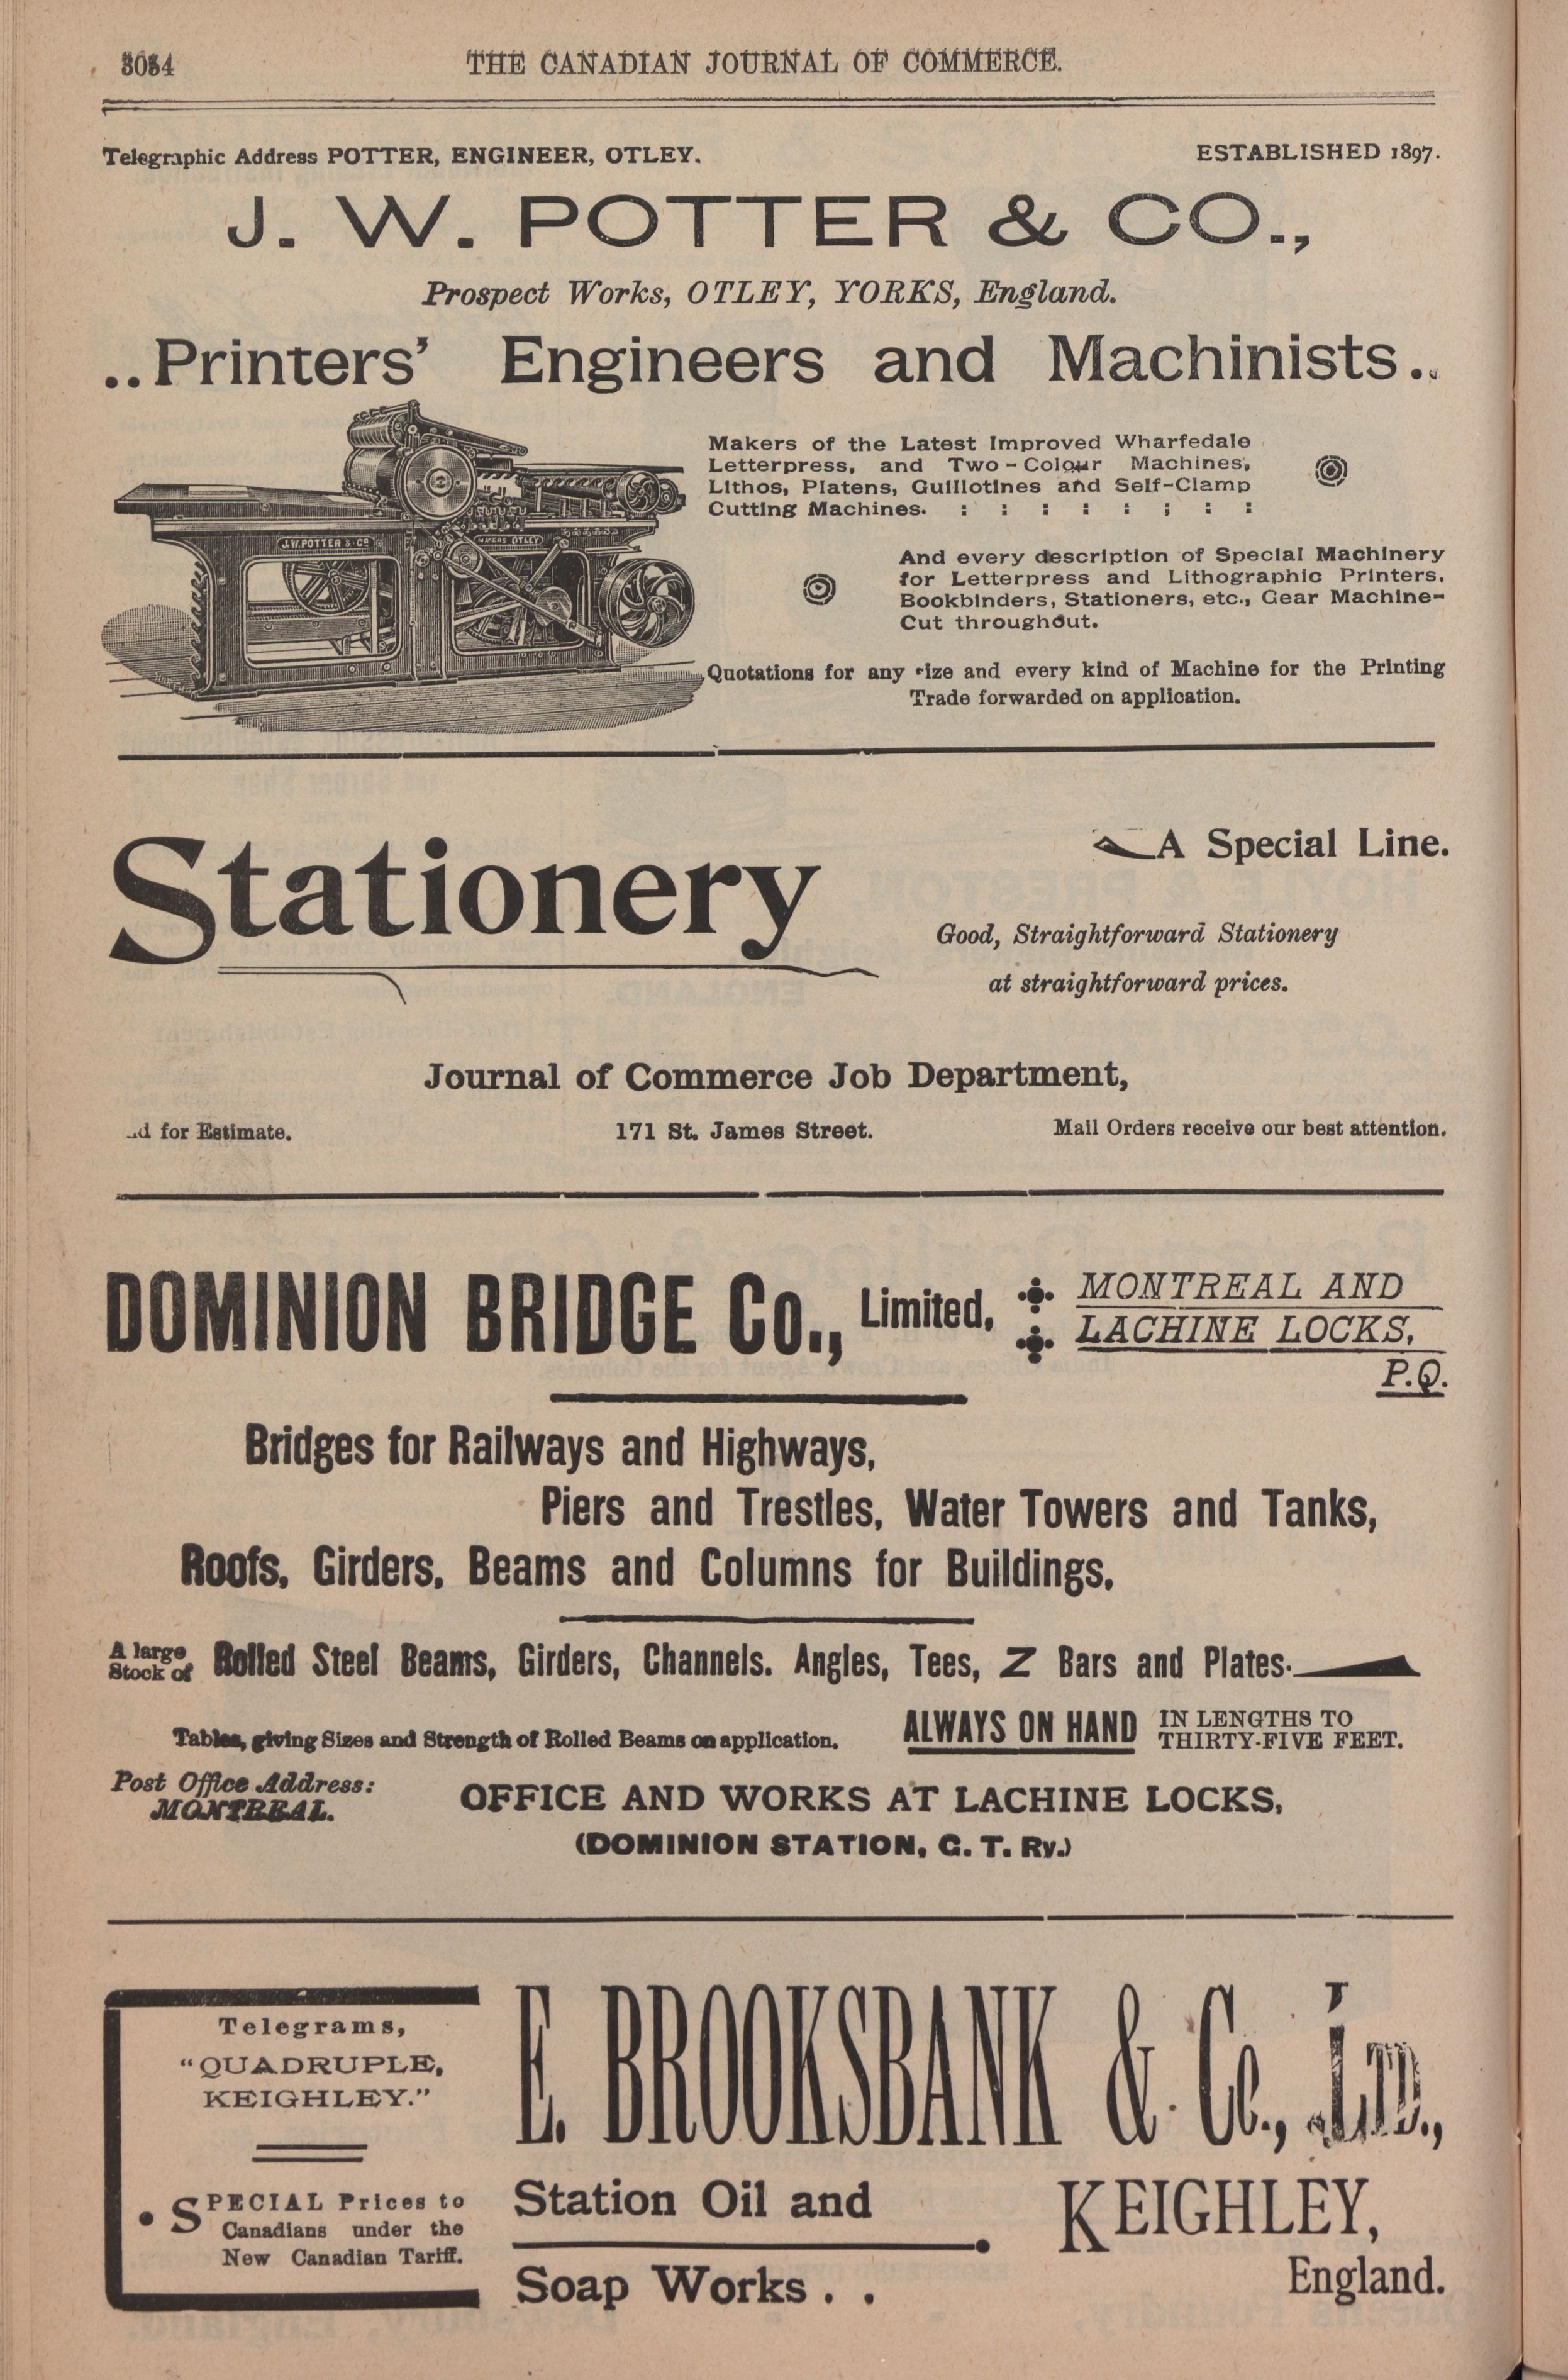 THE CANADIAN JOURNAL OF COMMERCE.
Telegraphic Address POTTER, ENGINEER, OTLEY.
ESTABLISHED 1897.
J. W. POTTER & CO.,
Prospect Works, OTLEY, YORKS, England.
..Printers' Engineers and Machinists..
J.W. POTTER & Co
MAKERS OTLEY
Makers of the Latest Improved Wharfedale
Letterpress, and Two-Colour Machines,
Lithos, Platens, Guillotines and Self-Clamp
Cutting Machines. : : : : : ; : :
And every description of Special Machinery
for Letterpress and Lithographic Printers,
Bookbinders, Stationers, etc., Gear Machine-
Cut throughout.
Quotations for any size and every kind of Machine for the Printing
Trade forwarded on application.
Stationery
A Special Line.
Good, Straightforward Stationery
at straightforward prices.
Journal of Commerce Job Department,
for Estimate.
171 St. James Street.
Mail Orders receive our best attention.
DOMINION BRIDGE Co., Limited,
MONTREAL AND
LACHINE LOCKS,
P.Q.
Bridges for Railways and Highways,
Piers and Trestles, Water Towers and Tanks,
Roofs, Girders, Beams and Columns for Buildings,
A large
Stock of
Rolled Steel Beams, Girders, Channels. Angles, Tees, Z Bars and Plates.
Tables, giving Sizes and Strength of Rolled Beams on application.
ALWAYS ON HAND
IN LENGTHS TO
THIRTY-FIVE FEET.
Post Office Address:
MONTREAL.
OFFICE AND WORKS AT LACHINE LOCKS,
(DOMINION STATION, G. T. Ry.)
Telegrams,
"QUADRUPLE,
KEIGHLEY."
SPECIAL Prices to
Canadians under the
New Canadian Tariff.
E. BROOKSBANK & Co., LTD.,
Station Oil and
Soap Works . .
KEIGHLEY,
England.